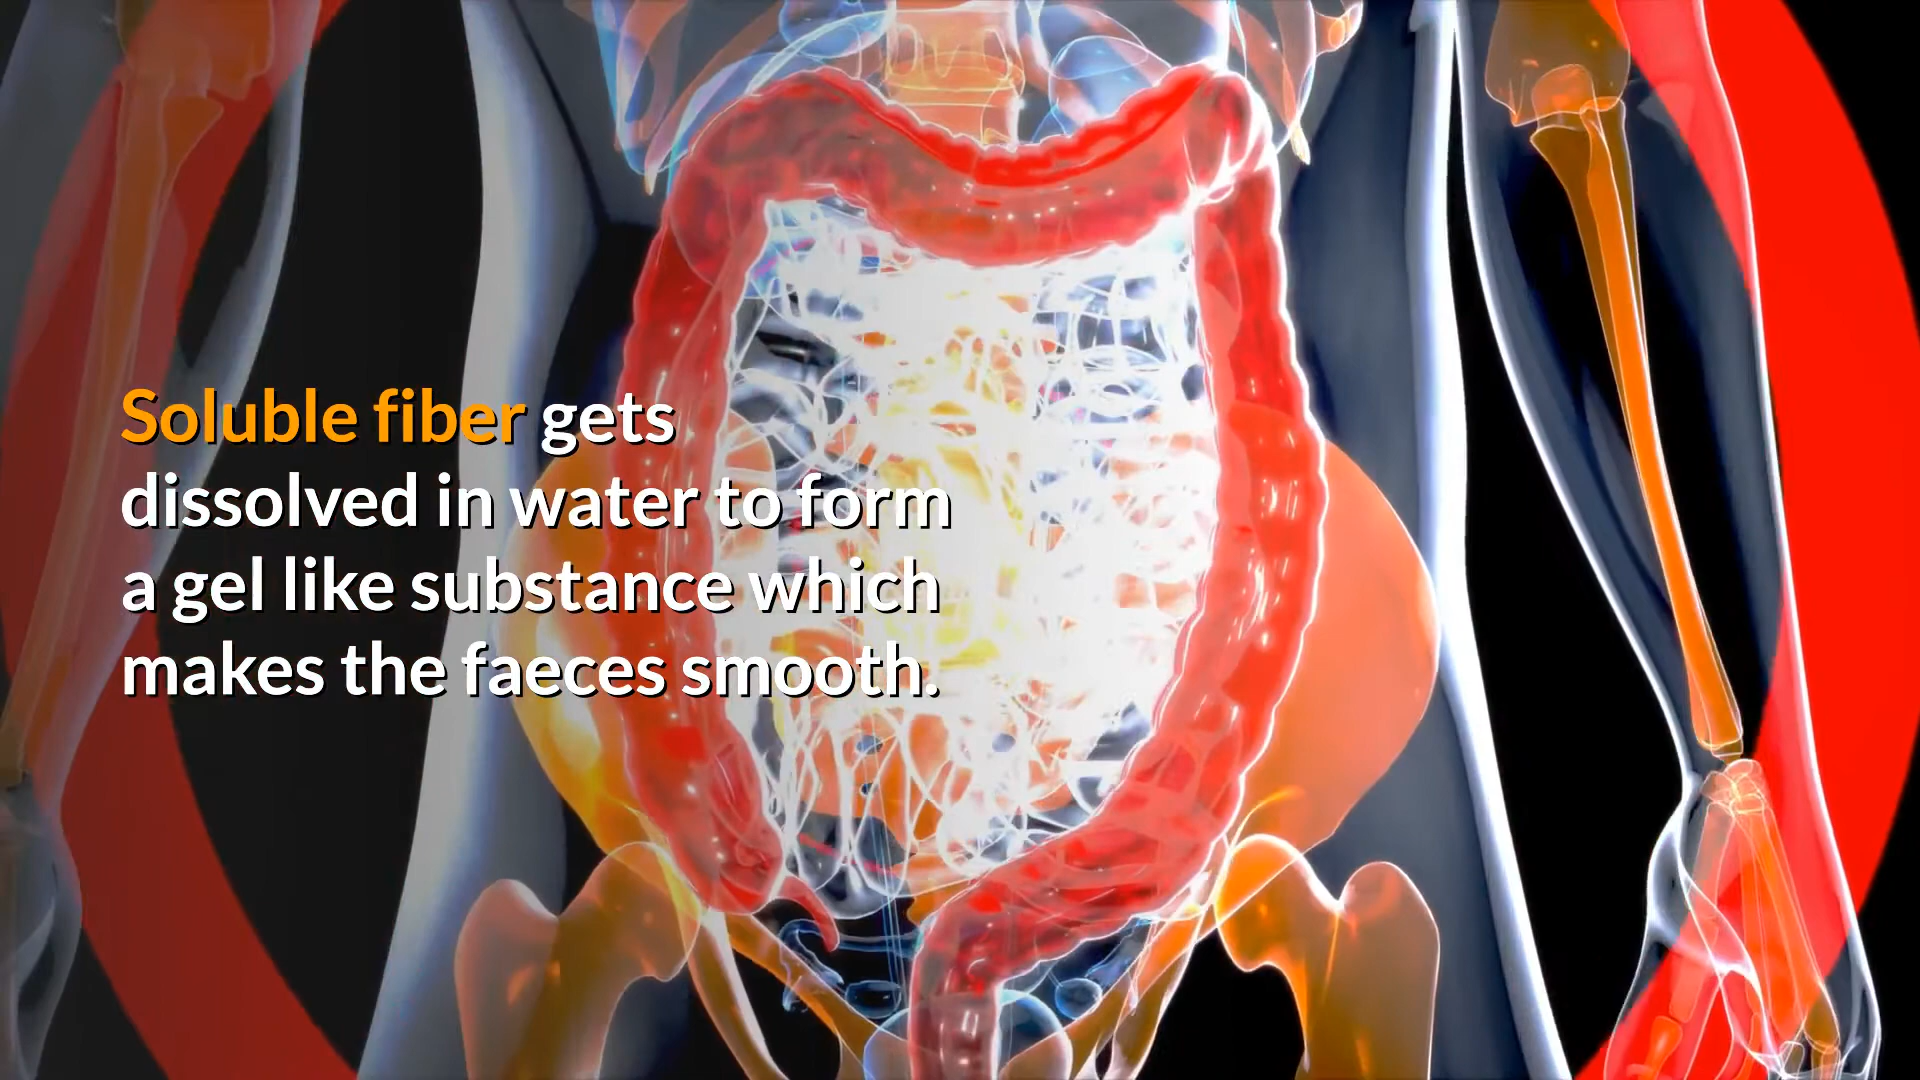 Soluble fiber gets
dissolved in water to form
a gel like substance which
makes the faeces smooth.